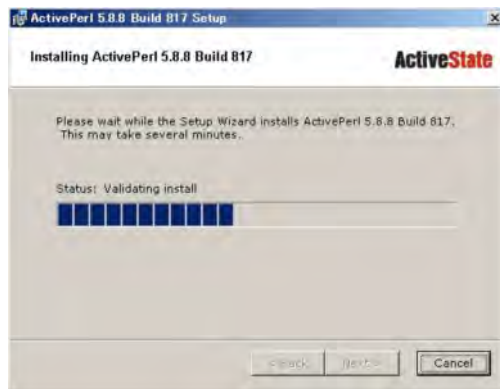 ActivePerl 5.8.8 Build 817 Setup
Installing ActivePerl 5.8.8 Build 817
ActiveState
Please wait while the Setup Wizard installs ActivePerl 5.8.8 Build 817.
This may take several minutes.
Status: Validating install
< Back
Next >
Cancel